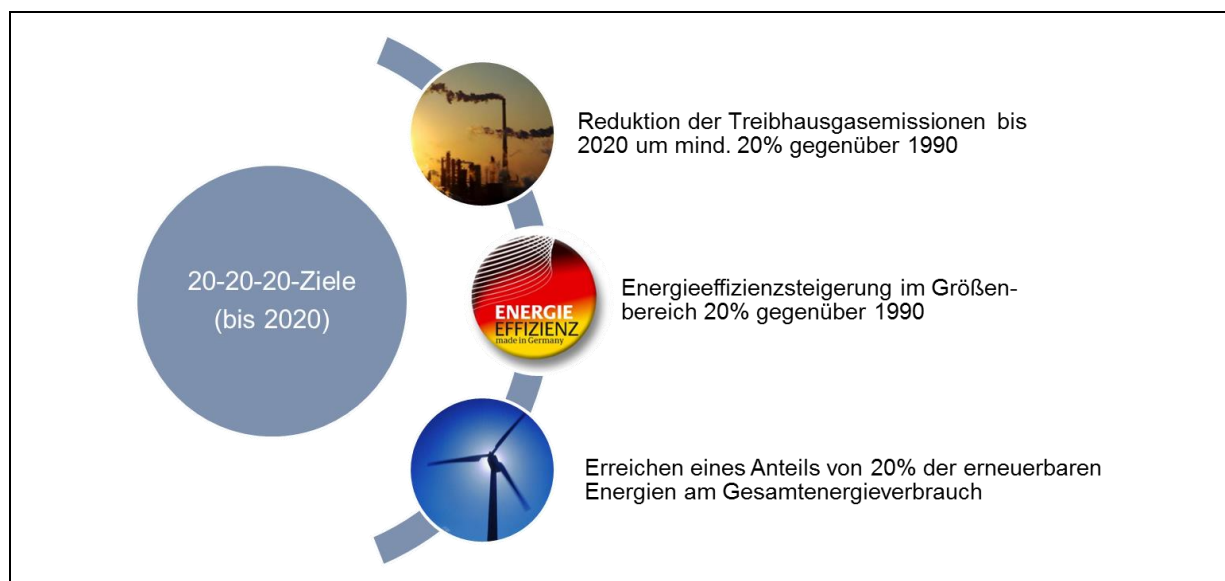 Reduktion der Treibhausgasemissionen bis
2020 um mind. 20% gegenüber 1990
20-20-20-Ziele
(bis 2020)
ENERGIE
EFFIZIENZ
made in Germany
Energieeffizienzsteigerung im Größen-
bereich 20% gegenüber 1990
Erreichen eines Anteils von 20% der erneuerbaren
Energien am Gesamtenergieverbrauch